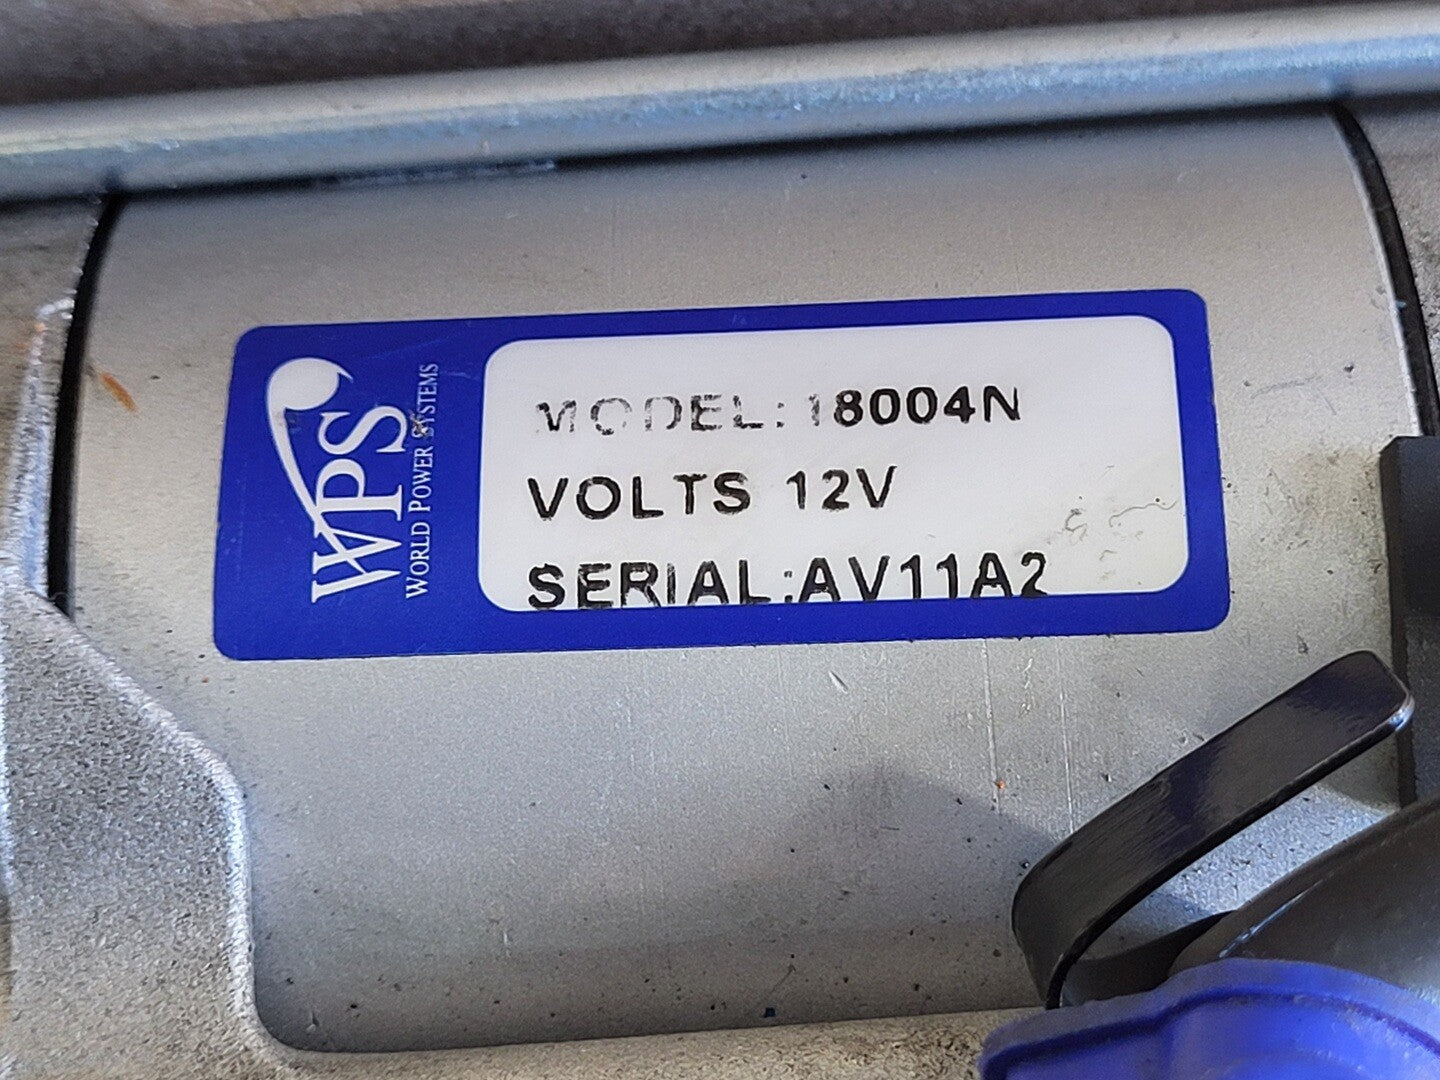 WPS
WORLD POWER SYSTEMS
MODEL:18004N
VOLTS 12V
SERIAL:AV11A2